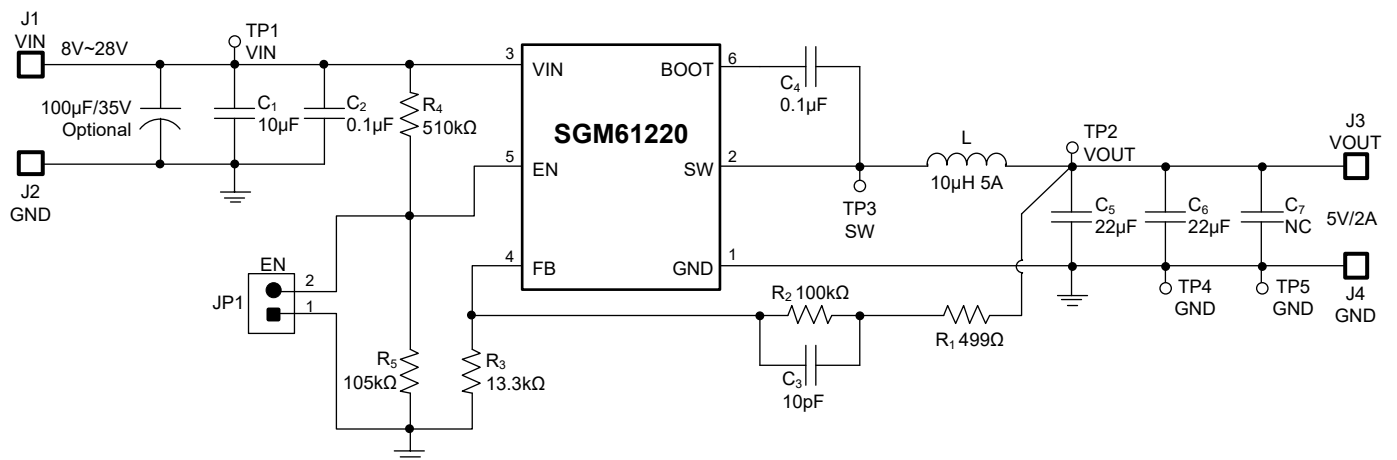 J1
VIN
8V~28V
TP1
VIN
100µF/35V
Optional
C1
10µF
C2
0.1µF
R4
510kΩ
J2
GND
3
VIN
5
EN
4
FB
SGM61220
BOOT
6
SW
2
GND
1
C4
0.1µF
TP3
SW
L
10µH 5A
TP2
VOUT
J3
VOUT
C5
22µF
C6
22µF
C7
NC
5V/2A
TP4
GND
TP5
GND
J4
GND
EN
JP1
2
1
R5
105kΩ
R3
13.3kΩ
R2 100kΩ
C3
10pF
R1 499Ω